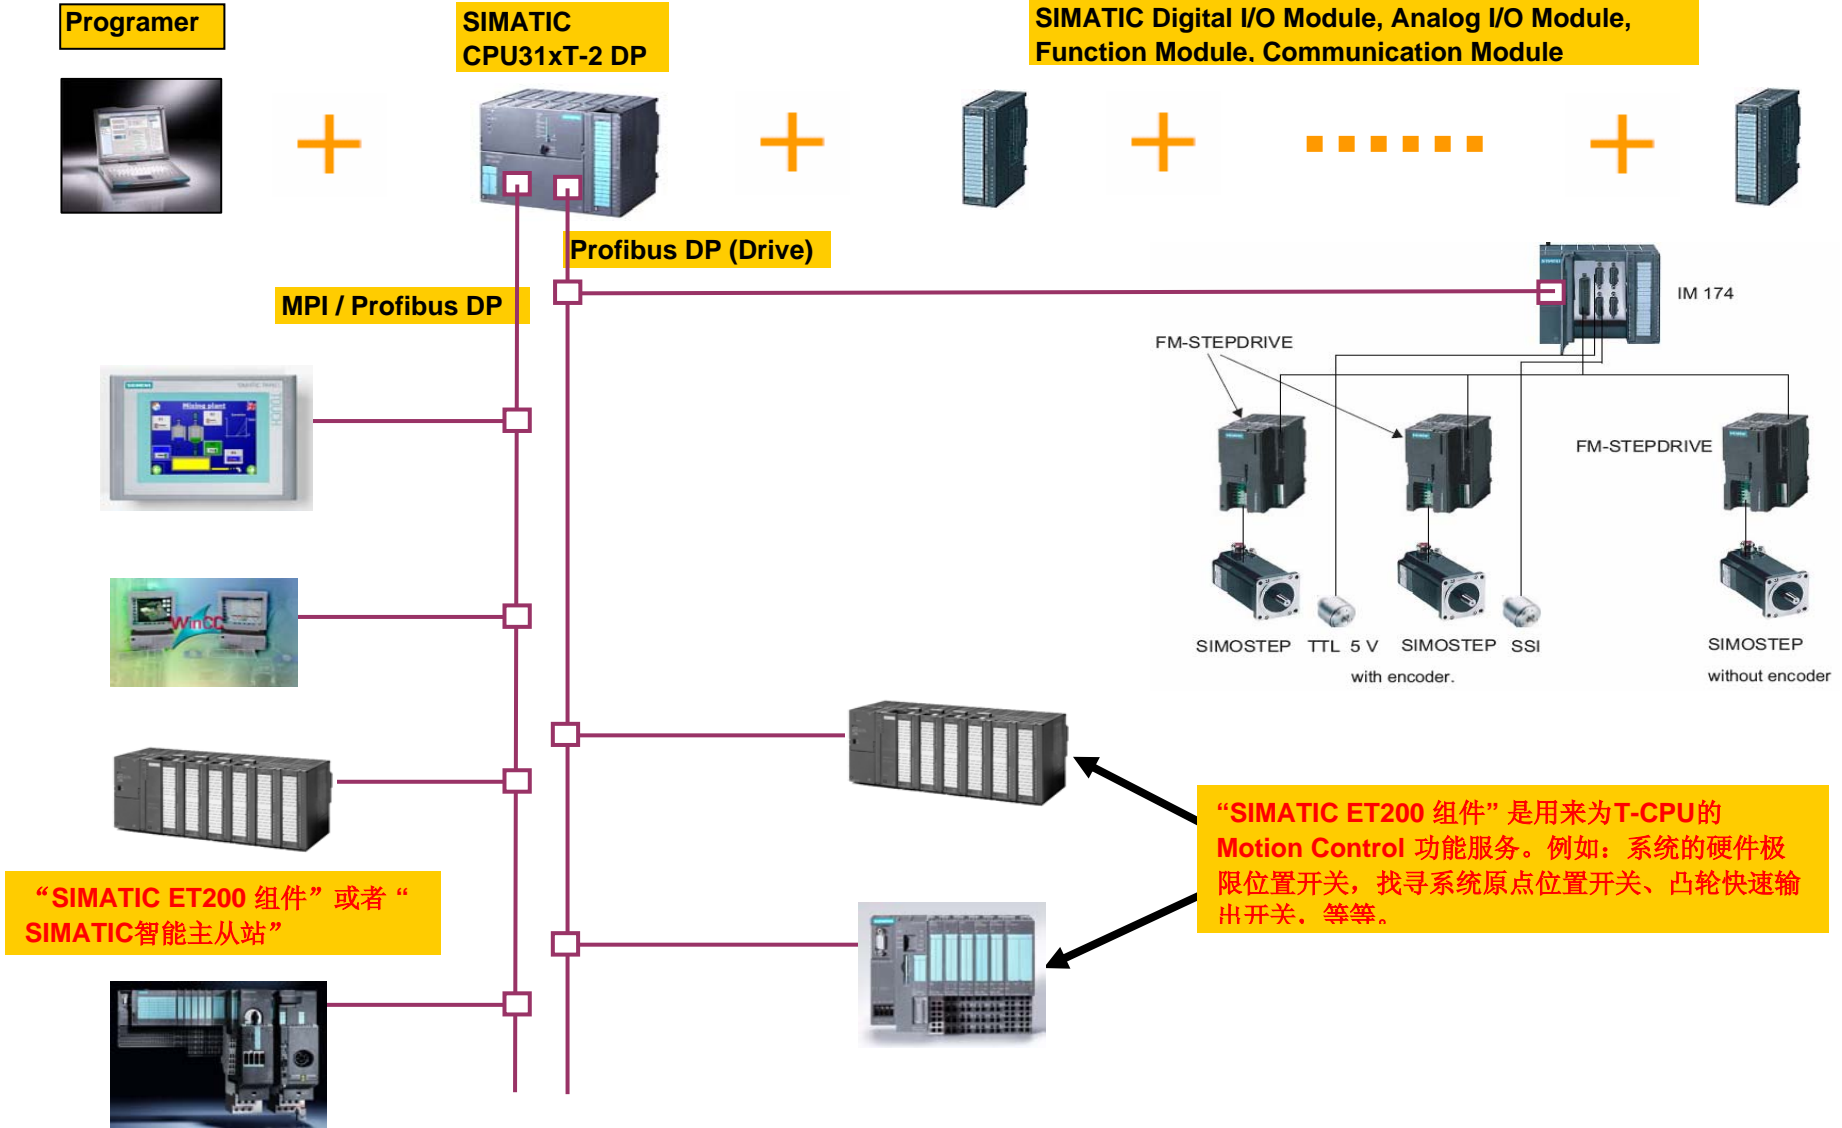 Programer
SIMATIC
CPU31xT-2 DP
SIMATIC Digital I/O Module, Analog I/O Module,
Function Module, Communication Module
Profibus DP (Drive)
MPI / Profibus DP
IM 174
FM-STEPDRIVE
FM-STEPDRIVE
SIEMENS
Mixing plant
WinCC
SIMOSTEP
TTL 5 V
SIMOSTEP
SSI
SIMOSTEP
with encoder.
without encoder
“SIMATIC ET200 组件” 是用来为T-CPU的
Motion Control 功能服务。例如：系统的硬件极
限位置开关，找寻系统原点位置开关、凸轮快速输
出开关，等等。
“SIMATIC ET200 组件”或者“
SIMATIC智能主从站”